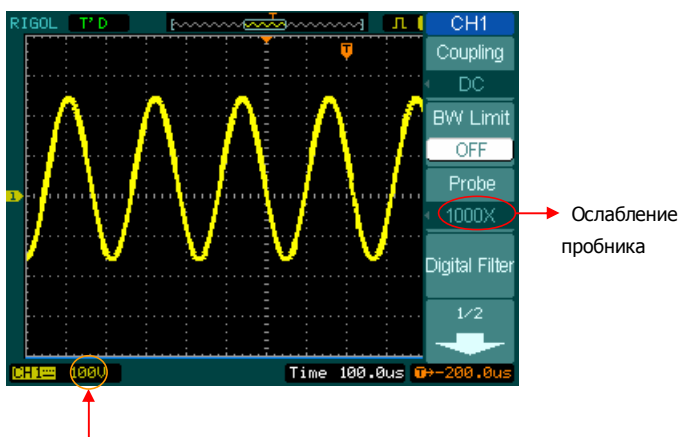 RIGOL T'D T CH1
T
Coupling
DC
BW Limit
OFF
Probe
1000X
Ослабление
пробника
Digital Filter
1
1/2
CH1 100V Time 100.0us T→-200.0us